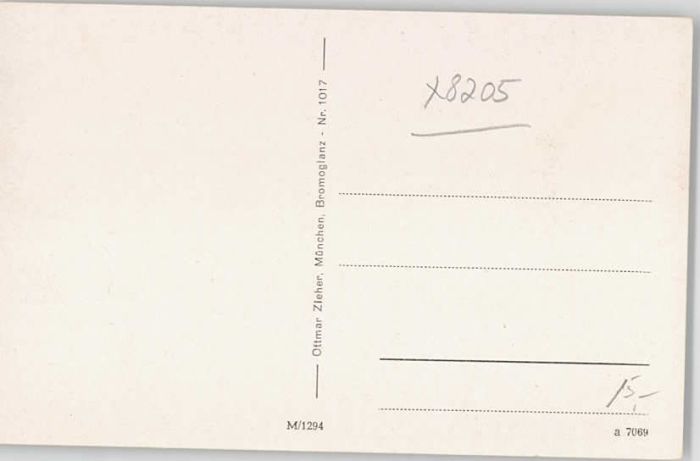 x8205
Ottmar Zieher, München, Bromoglanz - Nr. 1017
15,-
M/1294
a 7069